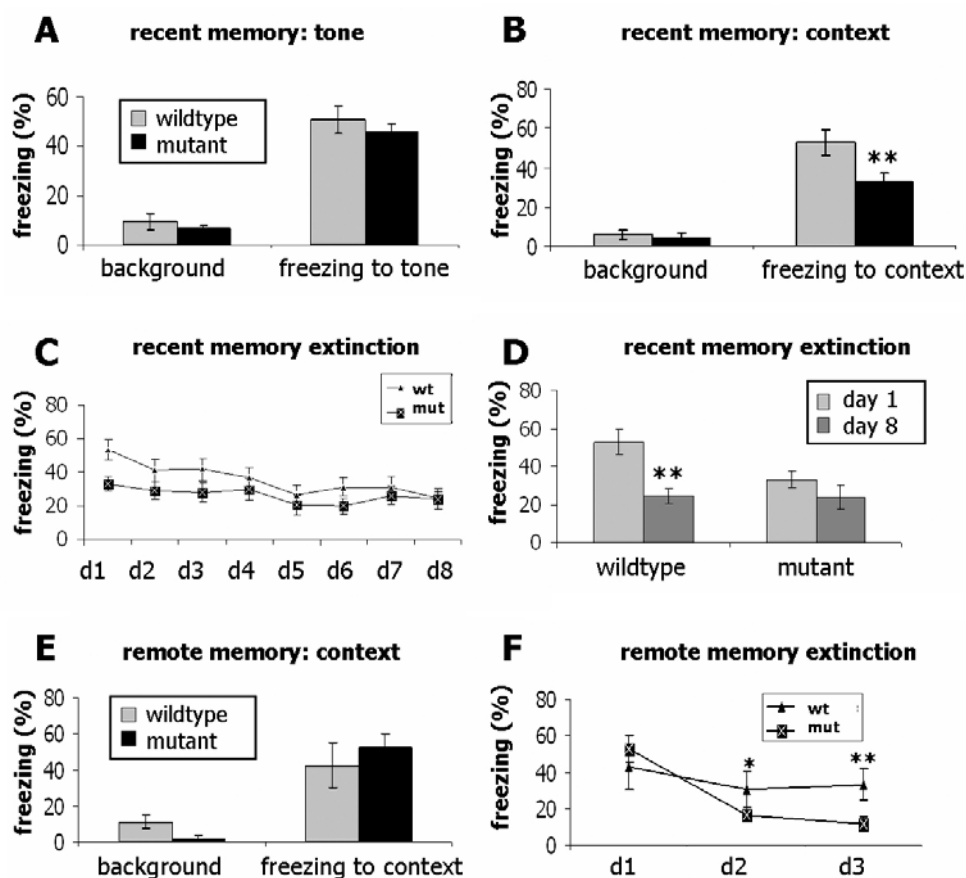 A recent memory: tone
freezing (%)
60
40
20
0
wildtype
mutant
background freezing to tone
B recent memory: context
freezing (%)
80
60
40
20
0
**
background freezing to context
C recent memory extinction
freezing (%)
80
60
40
20
0
wt
mut
d1 d2 d3 d4 d5 d6 d7 d8
D recent memory extinction
freezing (%)
80
60
40
20
0
day 1
day 8
**
wildtype mutant
E remote memory: context
freezing (%)
80
60
40
20
0
wildtype
mutant
background freezing to context
F remote memory extinction
freezing (%)
80
60
40
20
0
wt
mut
* **
d1 d2 d3